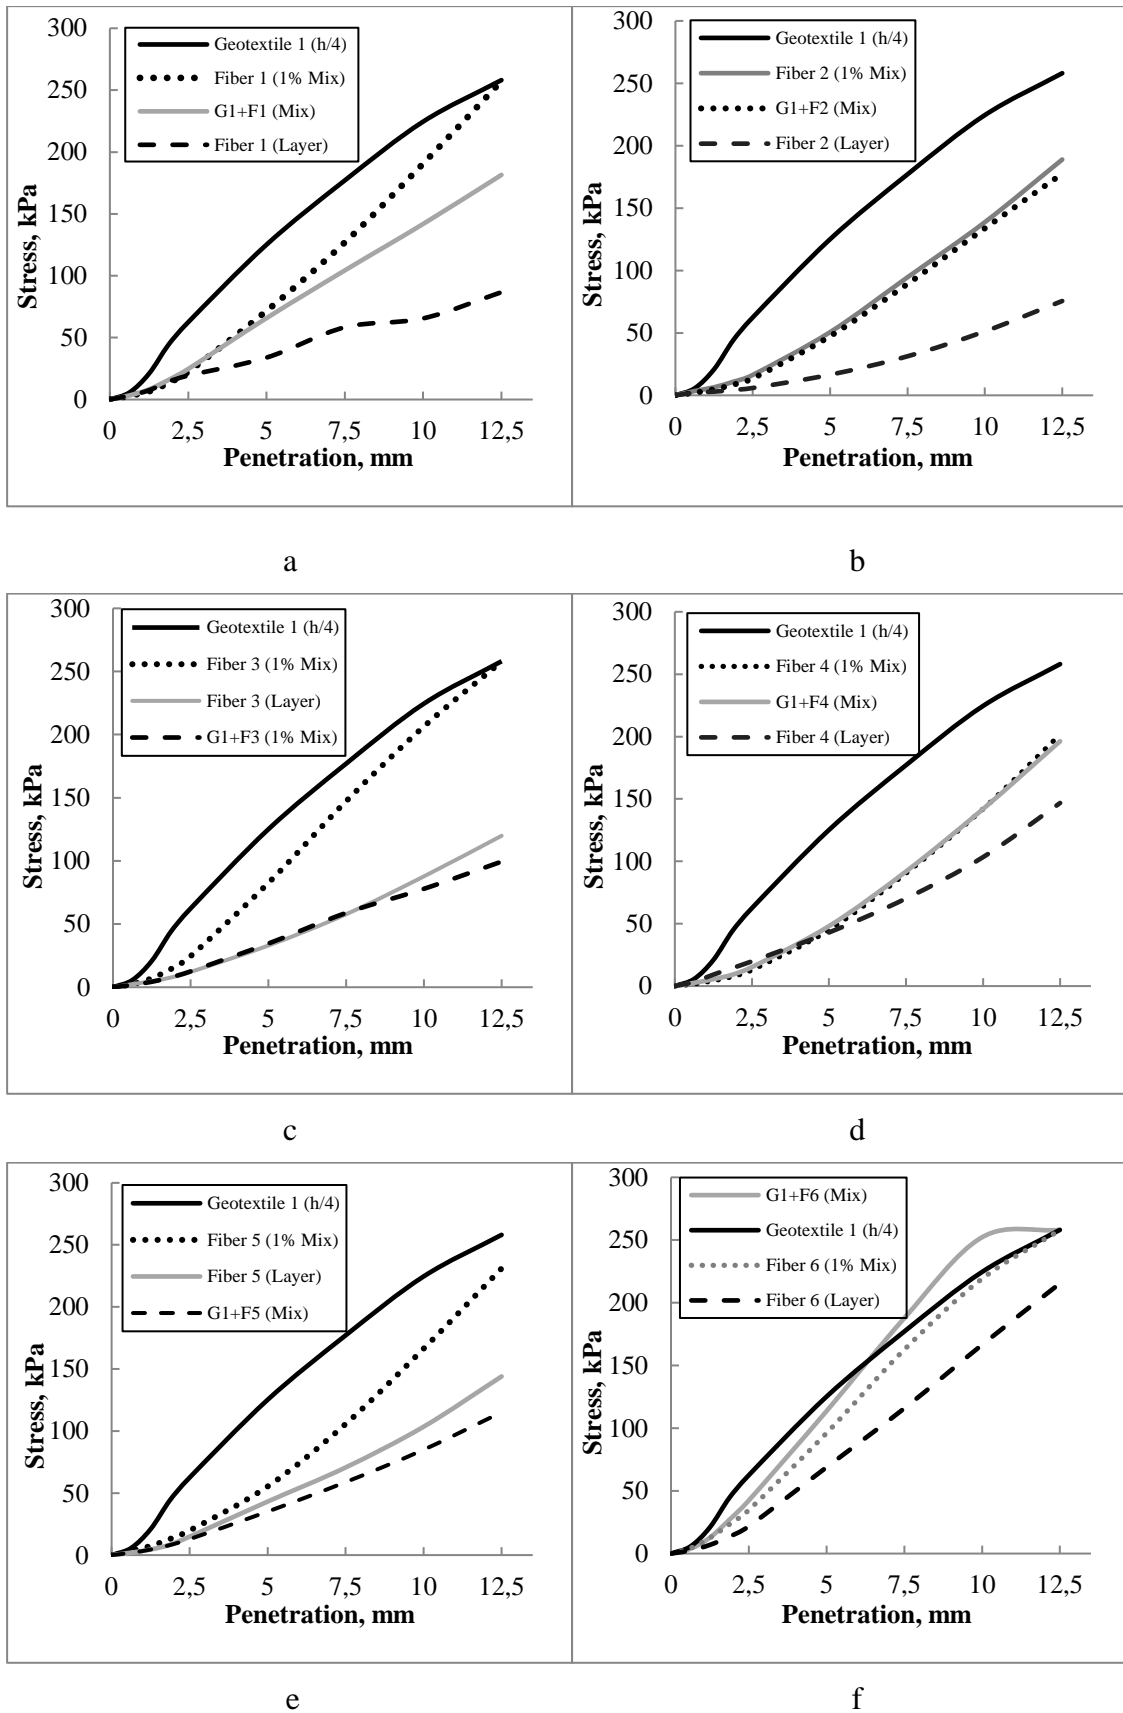 300
250
200
150
100
50
0
Stress, kPa
Geotextile 1 (h/4)
Fiber 1 (1% Mix)
G1+F1 (Mix)
Fiber 1 (Layer)
0 2,5 5 7,5 10 12,5
Penetration, mm
300
250
200
150
100
50
0
Stress, kPa
Geotextile 1 (h/4)
Fiber 2 (1% Mix)
G1+F2 (Mix)
Fiber 2 (Layer)
0 2,5 5 7,5 10 12,5
Penetration, mm
a
b
300
250
200
150
100
50
0
Stress, kPa
Geotextile 1 (h/4)
Fiber 3 (1% Mix)
Fiber 3 (Layer)
G1+F3 (1% Mix)
0 2,5 5 7,5 10 12,5
Penetration, mm
300
250
200
150
100
50
0
Stress, kPa
Geotextile 1 (h/4)
Fiber 4 (1% Mix)
G1+F4 (Mix)
Fiber 4 (Layer)
0 2,5 5 7,5 10 12,5
Penetration, mm
c
d
300
250
200
150
100
50
0
Stress, kPa
Geotextile 1 (h/4)
Fiber 5 (1% Mix)
Fiber 5 (Layer)
G1+F5 (Mix)
0 2,5 5 7,5 10 12,5
Penetration, mm
300
250
200
150
100
50
0
Stress, kPa
G1+F6 (Mix)
Geotextile 1 (h/4)
Fiber 6 (1% Mix)
Fiber 6 (Layer)
0 2,5 5 7,5 10 12,5
Penetration, mm
e
f